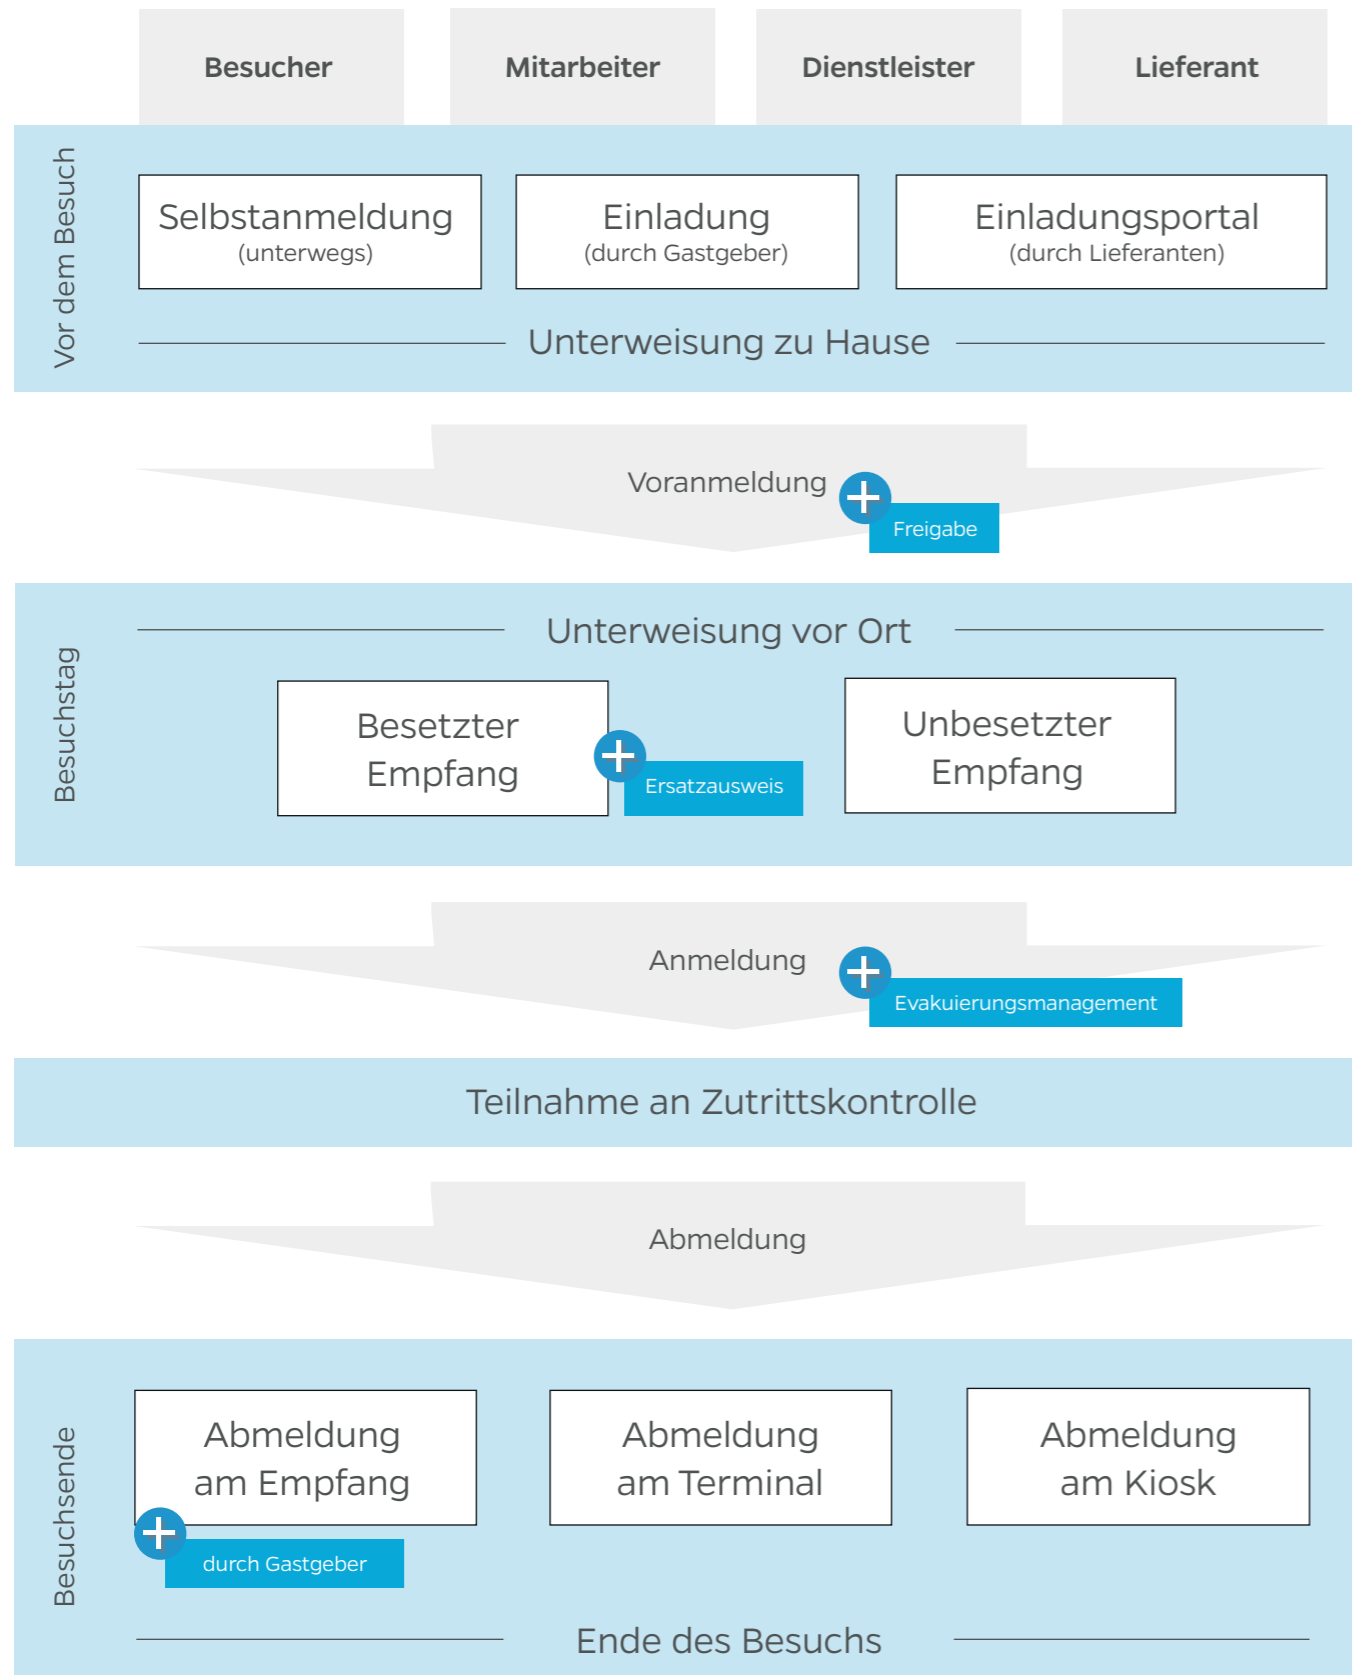 Besucher
Mitarbeiter
Dienstleister
Lieferant
Vor dem Besuch
Selbstanmeldung
(unterwegs)
Einladung
(durch Gastgeber)
Einladungsportal
(durch Lieferanten)
Unterweisung zu Hause
Voranmeldung
Freigabe
Besuchstag
Unterweisung vor Ort
Besetzter
Empfang
Ersatzausweis
Unbesetzter
Empfang
Anmeldung
Evakuierungsmanagement
Teilnahme an Zutrittskontrolle
Abmeldung
Besuchsende
Abmeldung
am Empfang
durch Gastgeber
Abmeldung
am Terminal
Abmeldung
am Kiosk
Ende des Besuchs